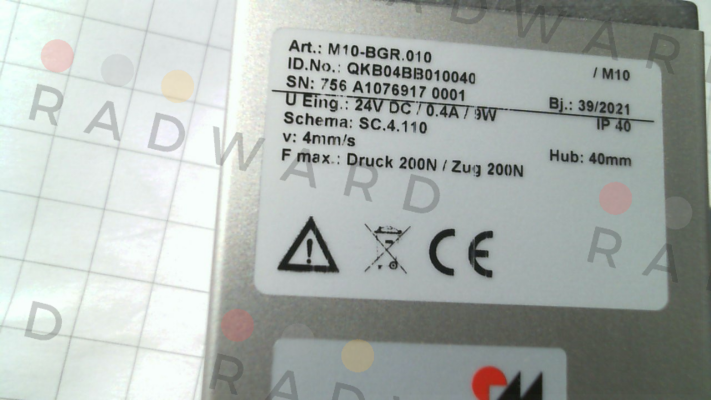 Art.: M10-BGR.010
ID.No.: QKB04BB010040 / M10
SN: 756 A1076917 0001 Bj.: 39/2021
U Eing.: 24V DC / 0.4A / 9W IP 40
Schema: SC.4.110
v: 4mm/s Hub: 40mm
F max.: Druck 200N / Zug 200N
CE
RADWARD
RADWARD
RA
D
RADWARD